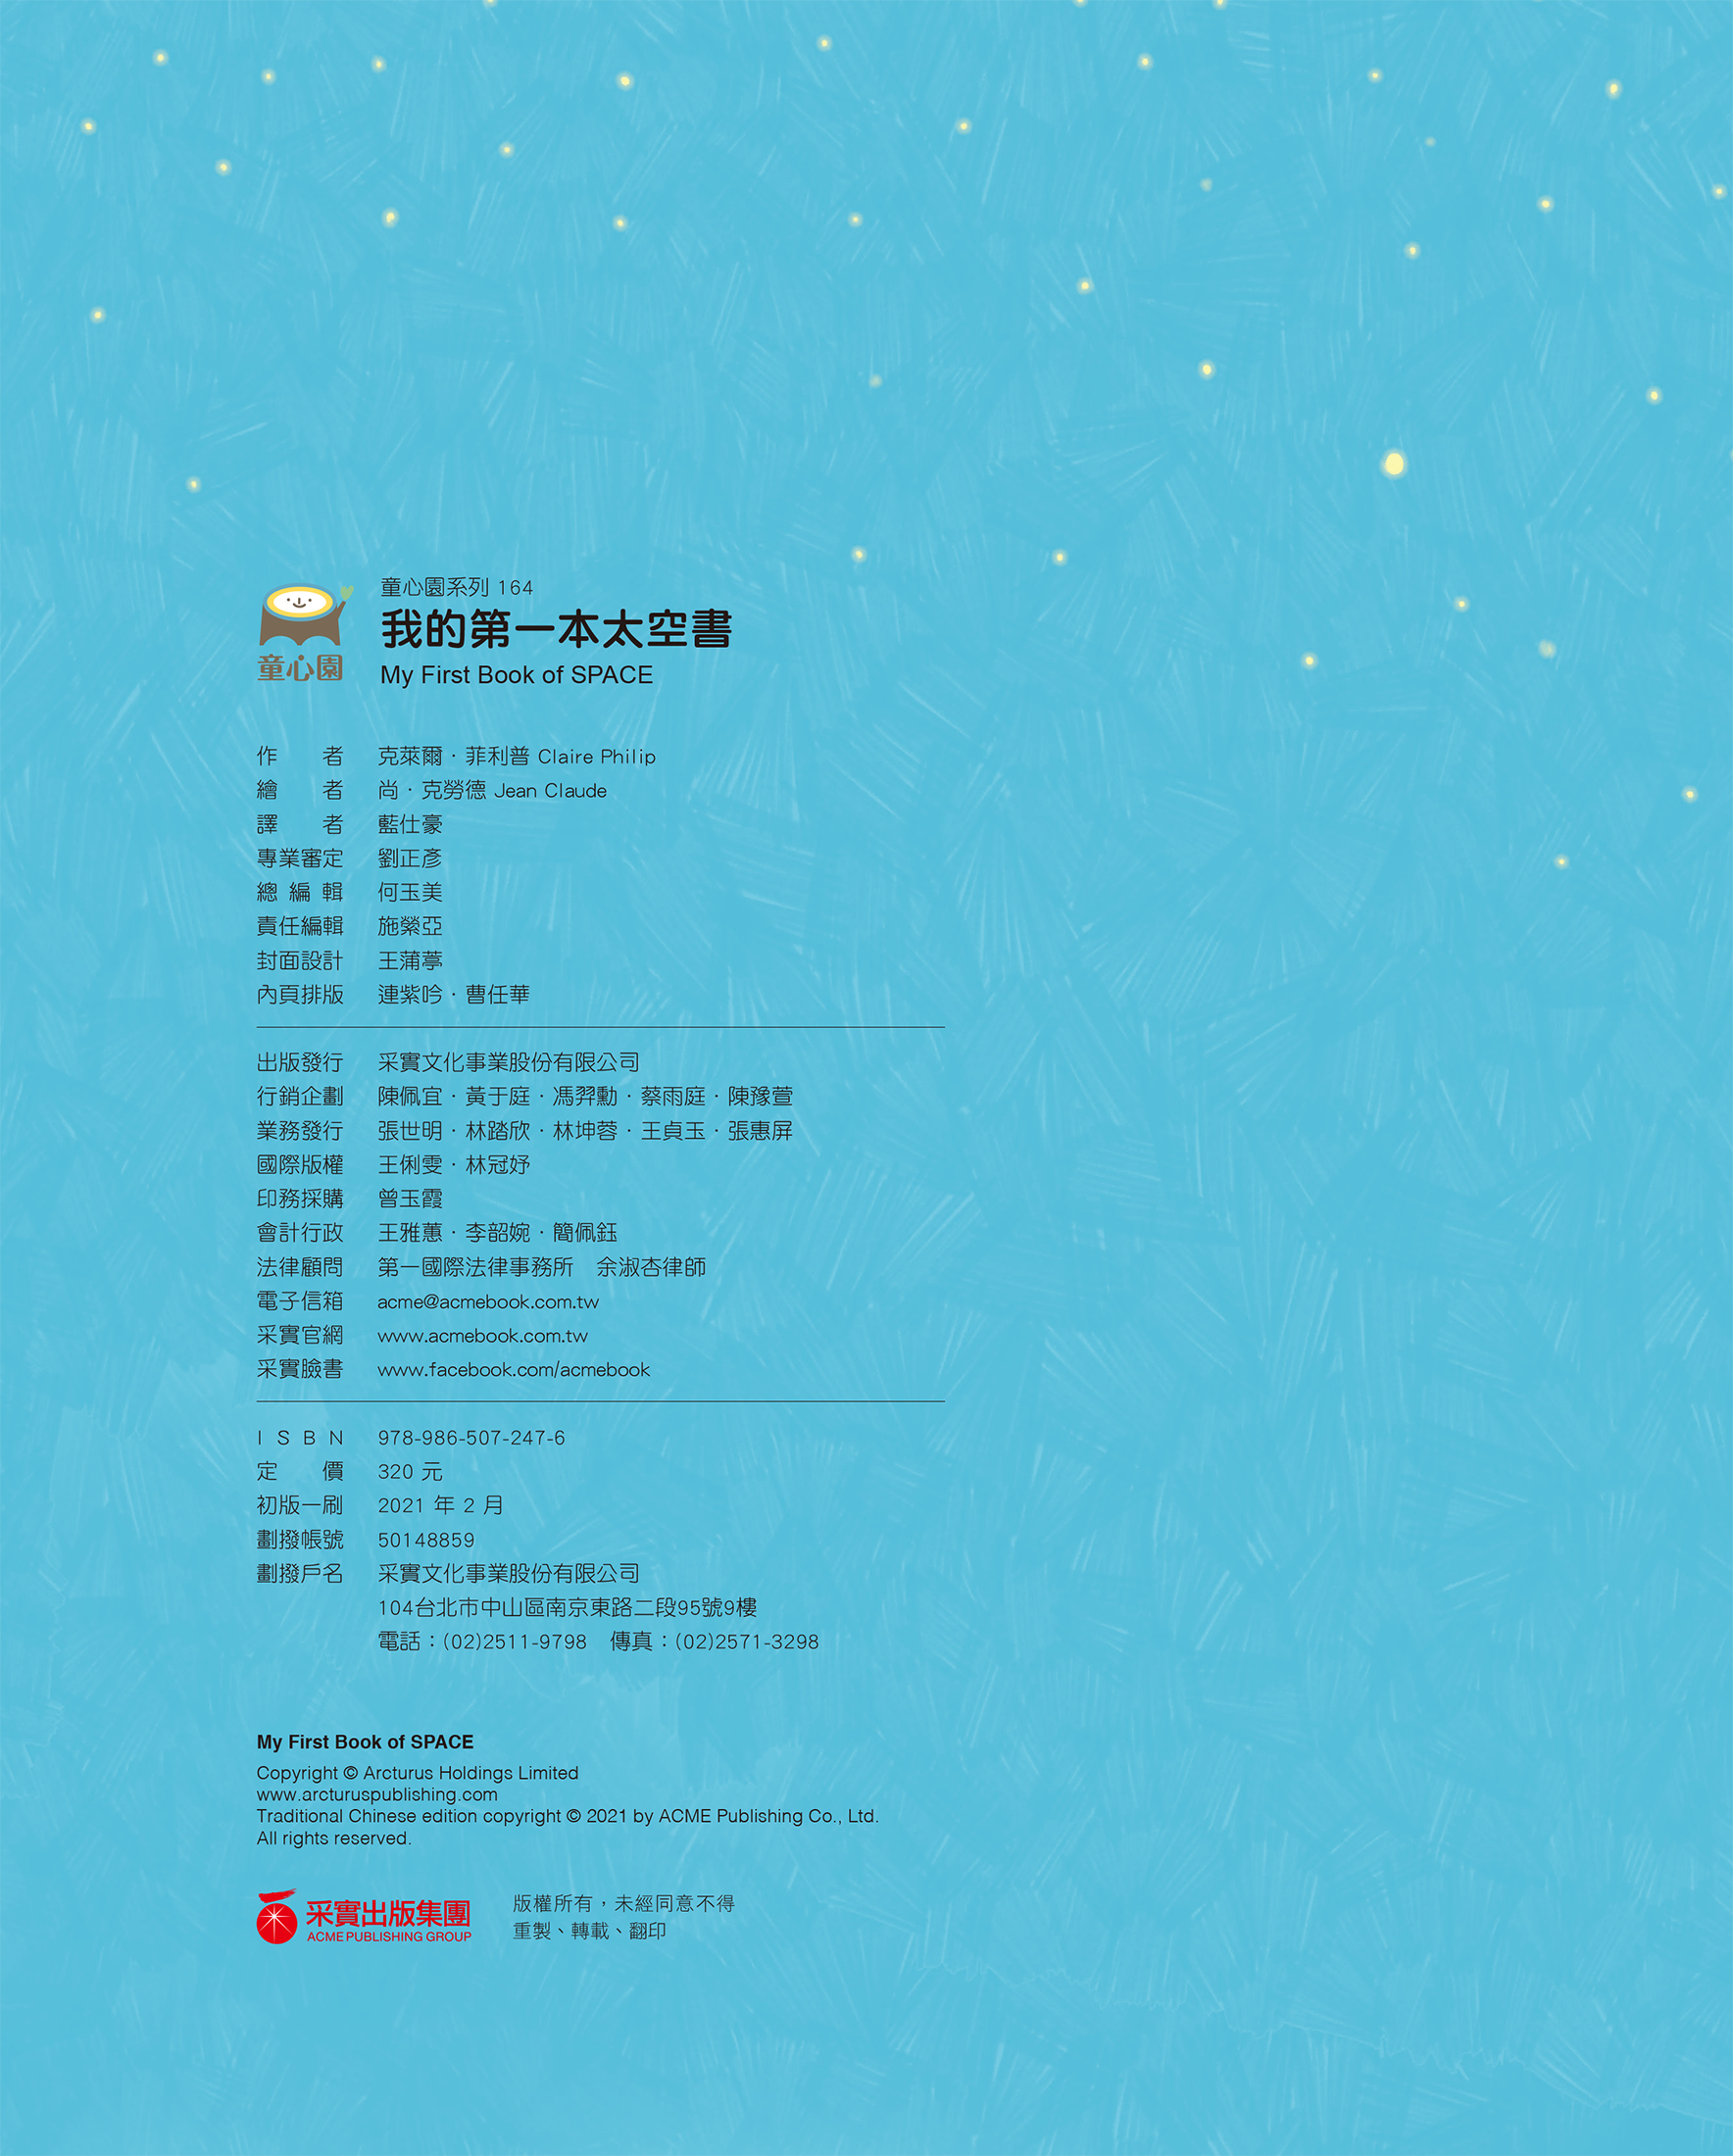 童心園系列 164
我的第一本太空書
My First Book of SPACE
童心園
作者 克萊爾．菲利普 Claire Philip
繪者 尚．克勞德 Jean Claude
譯者 藍仕豪
專業審定 劉正彥
總編輯 何玉美
責任編輯 施縈亞
封面設計 王蒲葶
內頁排版 連紫吟．曹任華
出版發行 采實文化事業股份有限公司
行銷企劃 陳佩宜．黃于庭．馮羿勳．蔡雨庭．陳豫萱
業務發行 張世明．林踏欣．林坤蓉．王貞玉．張惠屏
國際版權 王俐雯．林冠妤
印務採購 曾玉霞
會計行政 王雅蕙．李韶婉．簡佩鈺
法律顧問 第一國際法律事務所　余淑杏律師
電子信箱 acme@acmebook.com.tw
采實官網 www.acmebook.com.tw
采實臉書 www.facebook.com/acmebook
ISBN 978-986-507-247-6
定價 320 元
初版一刷 2021 年 2 月
劃撥帳號 50148859
劃撥戶名 采實文化事業股份有限公司
104台北市中山區南京東路二段95號9樓
電話：(02)2511-9798　傳真：(02)2571-3298
My First Book of SPACE
Copyright © Arcturus Holdings Limited
www.arcturuspublishing.com
Traditional Chinese edition copyright © 2021 by ACME Publishing Co., Ltd.
All rights reserved.
采實出版集團
ACME PUBLISHING GROUP
版權所有，未經同意不得
重製、轉載、翻印